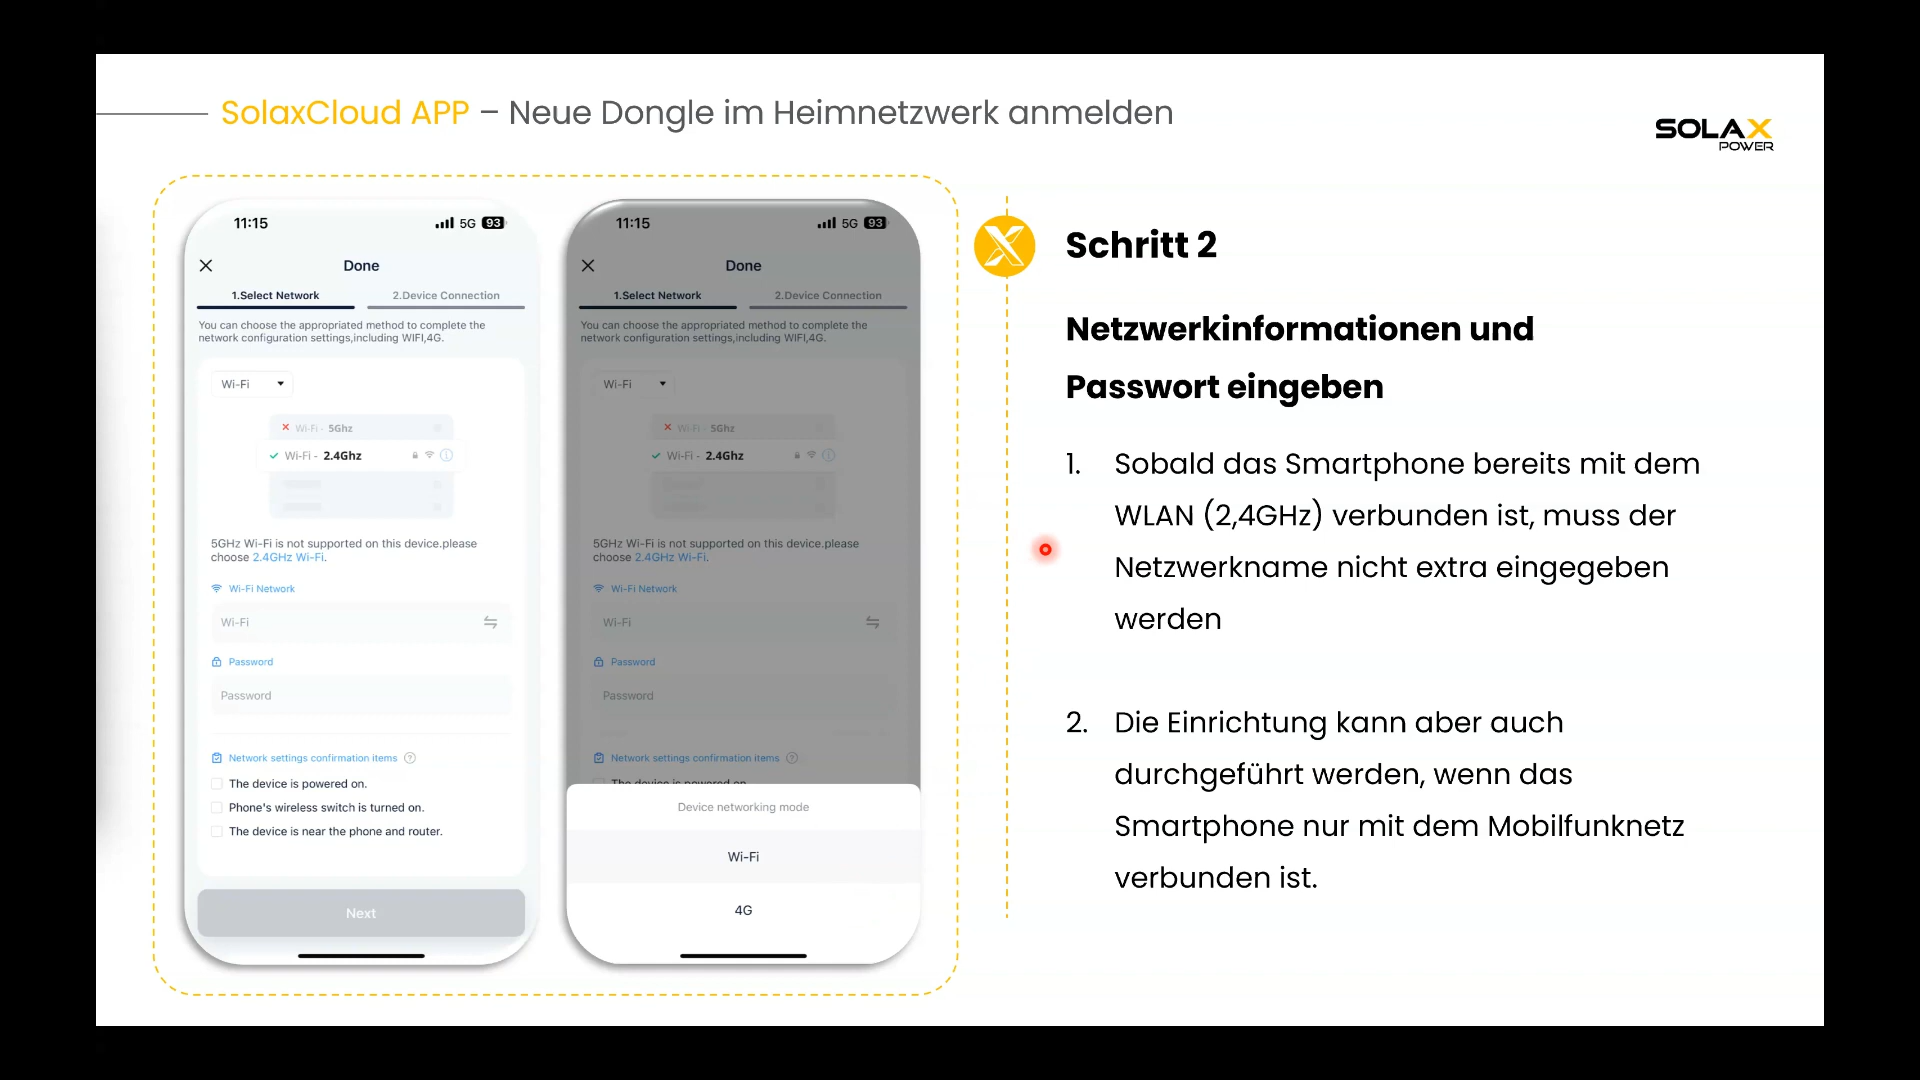 SolaxCloud APP – Neue Dongle im Heimnetzwerk anmelden
SOLAX
POWER
11:15
5G 93
Done
1.Select Network
2.Device Connection
You can choose the appropriated method to complete the
network configuration settings,including WIFI,4G.
Wi-Fi
Wi-Fi - 5Ghz
Wi-Fi - 2.4Ghz
5GHz Wi-Fi is not supported on this device.please
choose 2.4GHz Wi-Fi.
Wi-Fi Network
Wi-Fi
Password
Password
Network settings confirmation items ?
The device is powered on.
Phone's wireless switch is turned on.
The device is near the phone and router.
Next
11:15
5G 93
Done
1.Select Network
2.Device Connection
You can choose the appropriated method to complete the
network configuration settings,including WIFI,4G.
Wi-Fi
Wi-Fi - 5Ghz
Wi-Fi - 2.4Ghz
5GHz Wi-Fi is not supported on this device.please
choose 2.4GHz Wi-Fi.
Wi-Fi Network
Wi-Fi
Password
Password
Network settings confirmation items ?
The device is powered on.
Device networking mode
Wi-Fi
4G
Schritt 2
Netzwerkinformationen und
Passwort eingeben
1. Sobald das Smartphone bereits mit dem
WLAN (2,4GHz) verbunden ist, muss der
Netzwerkname nicht extra eingegeben
werden
2. Die Einrichtung kann aber auch
durchgeführt werden, wenn das
Smartphone nur mit dem Mobilfunknetz
verbunden ist.